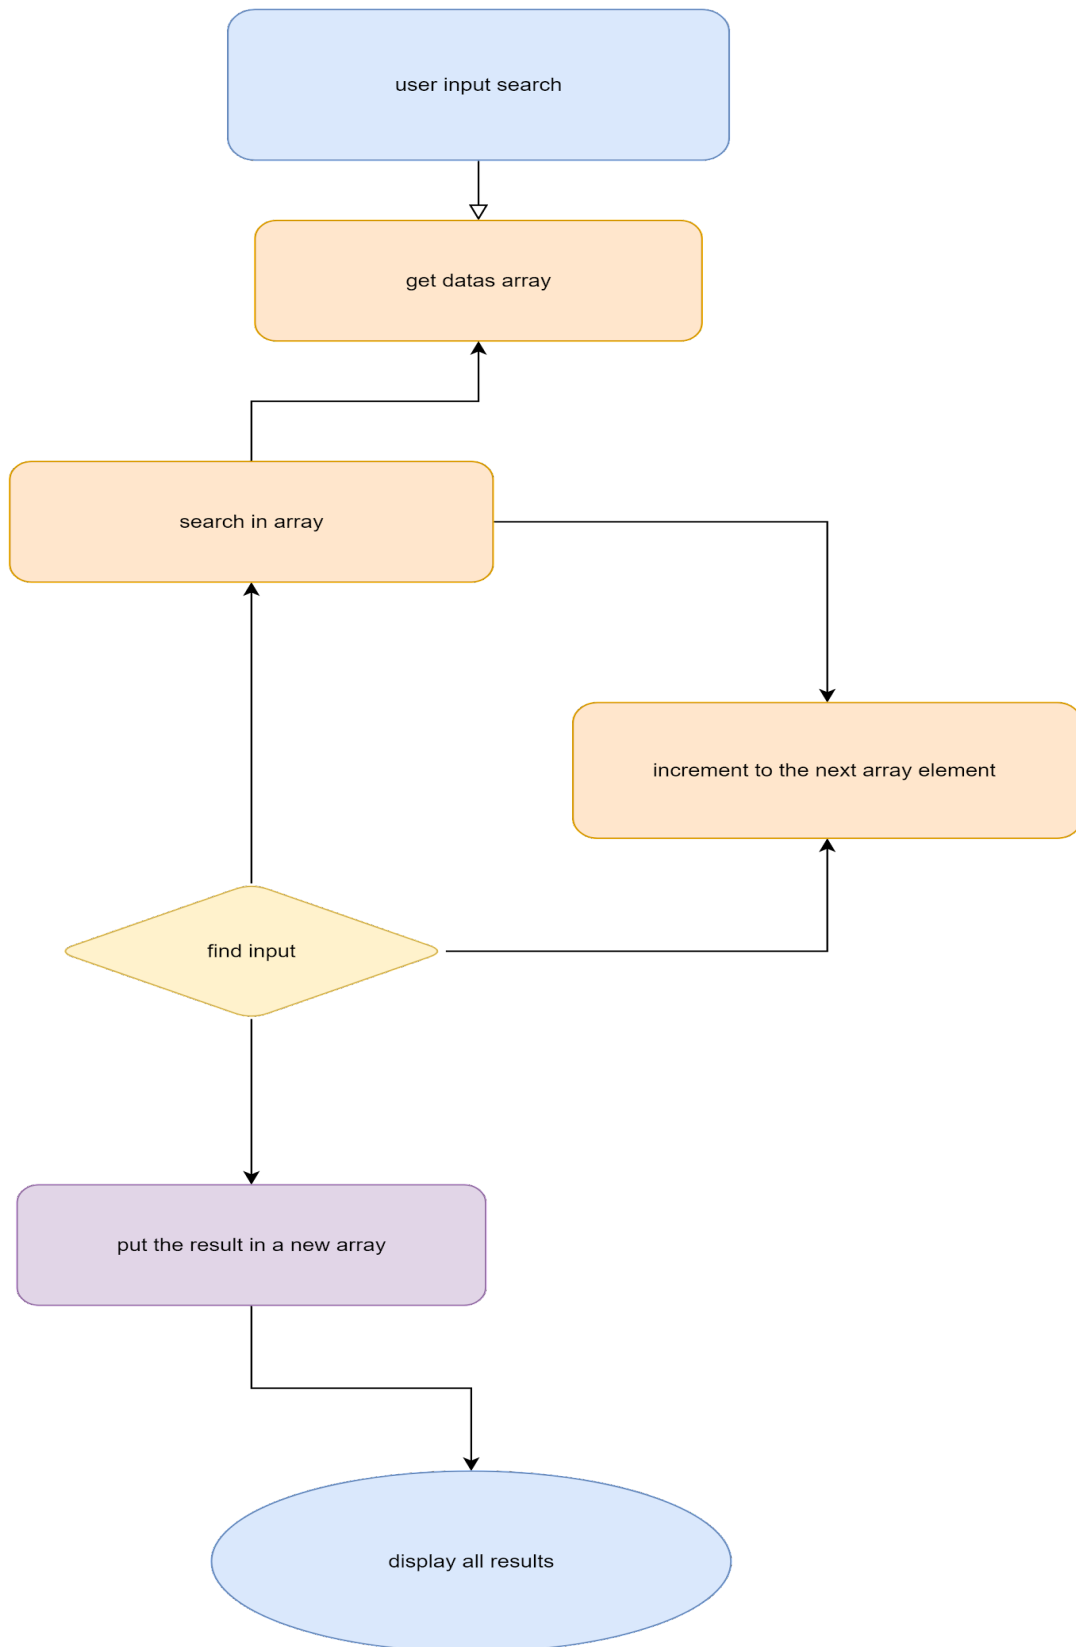 user input search
get datas array
search in array
increment to the next array element
find input
put the result in a new array
display all results